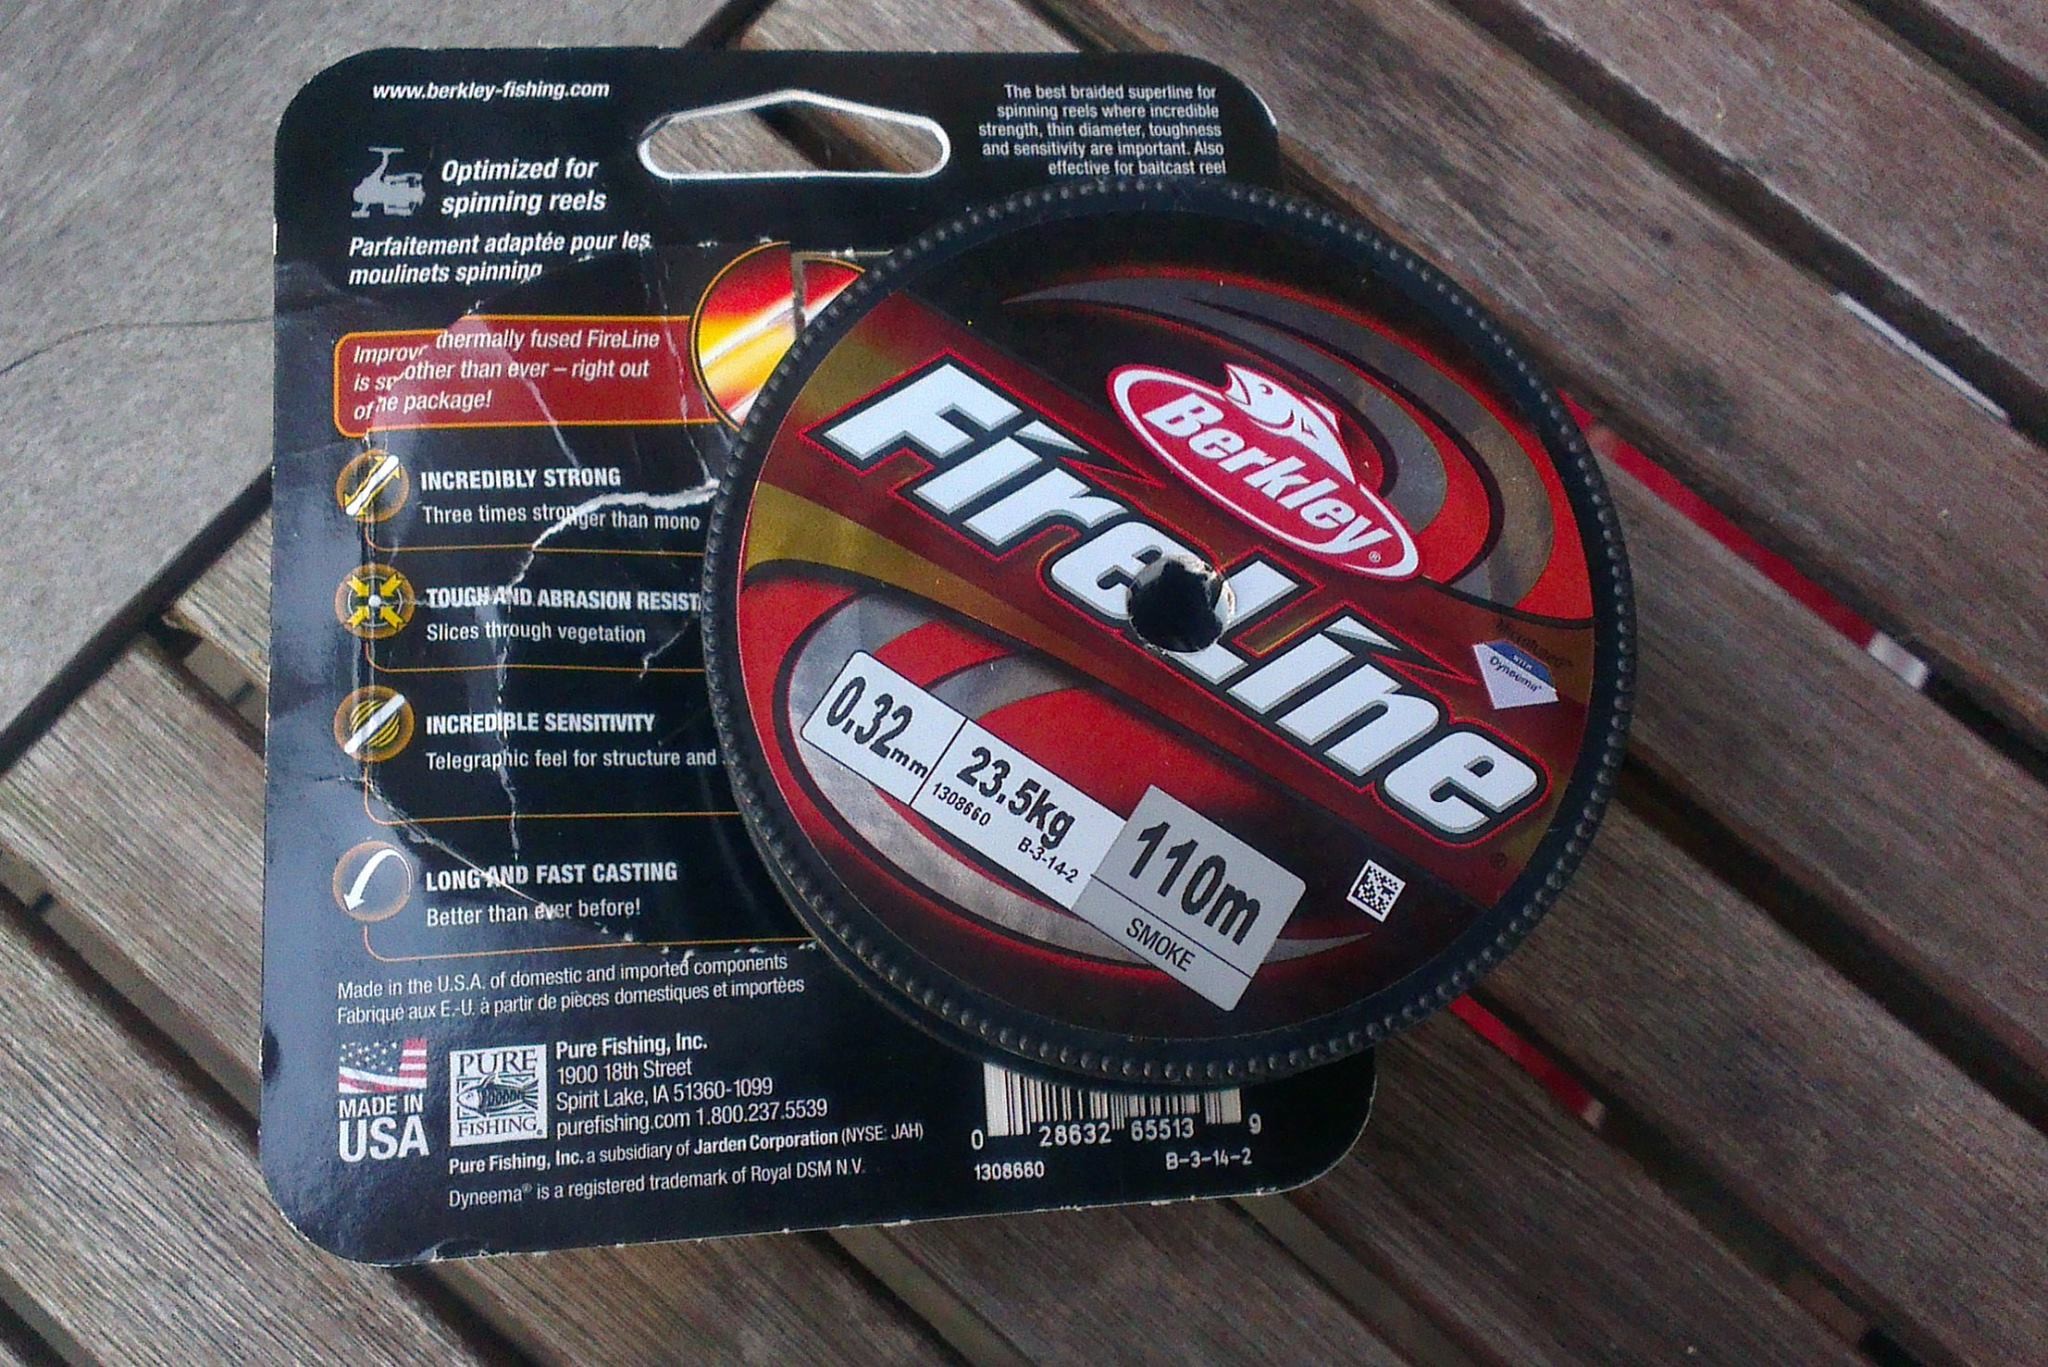 www.berkley-fishing.com
The best braided superline for
spinning reels where incredible
strength, thin diameter, toughness
and sensitivity are important. Also
effective for baitcast reel
Optimized for
spinning reels
Parfaitement adaptée pour les
moulinets spinning
thermally fused FireLine
is other than ever – right out
of package!
INCREDIBLY STRONG
Three times stronger than mono
TOUGH AND ABRASION RESIST
Slices through vegetation
INCREDIBLE SENSITIVITY
Telegraphic feel for structure and
LONG AND FAST CASTING
Better than ever before!
Made in the U.S.A. of domestic and imported components
Fabriqué aux E.-U. à partir de pièces domestiques et importées
MADE IN
USA
PURE
FISHING®
Pure Fishing, Inc.
1900 18th Street
Spirit Lake, IA 51360-1099
purefishing.com 1.800.237.5539
Pure Fishing, Inc. a subsidiary of Jarden Corporation (NYSE: JAH)
Dyneema® is a registered trademark of Royal DSM N.V.
0 28632 65513 9
1308660 B-3-14-2
Berkley®
FireLine®
WITH
Dyneema®
0.32mm
23.5kg
1308660 B-3-14-2
110m
SMOKE